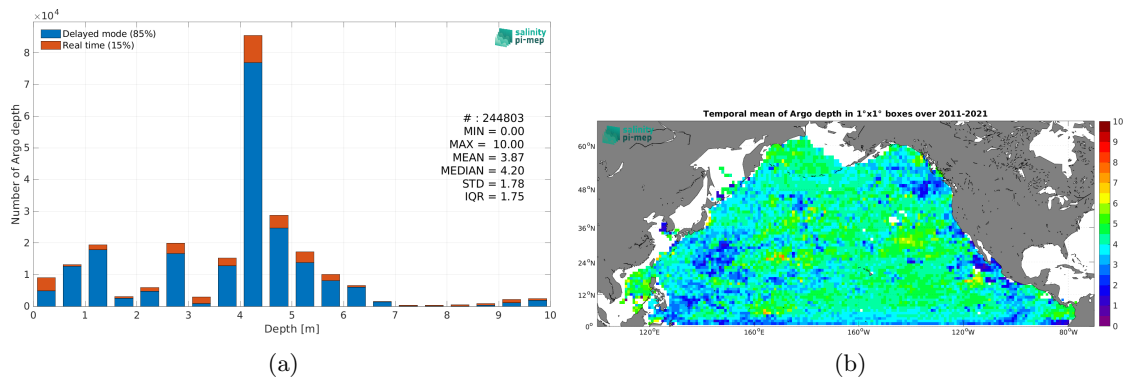 ×10⁴
Delayed mode (85%)
Real time (15%)
salinity
pi-mep
Number of Argo depth
8
7
6
5
4
3
2
1
0
# : 244803
MIN = 0.00
MAX = 10.00
MEAN = 3.87
MEDIAN = 4.20
STD = 1.78
IQR = 1.75
0 1 2 3 4 5 6 7 8 9 10
Depth [m]
(a)
Temporal mean of Argo depth in 1°x1° boxes over 2011-2021
salinity
pi-mep
60°N
48°N
36°N
24°N
12°N
0°
120°E 160°E 160°W 120°W 80°W
10
9
8
7
6
5
4
3
2
1
0
(b)